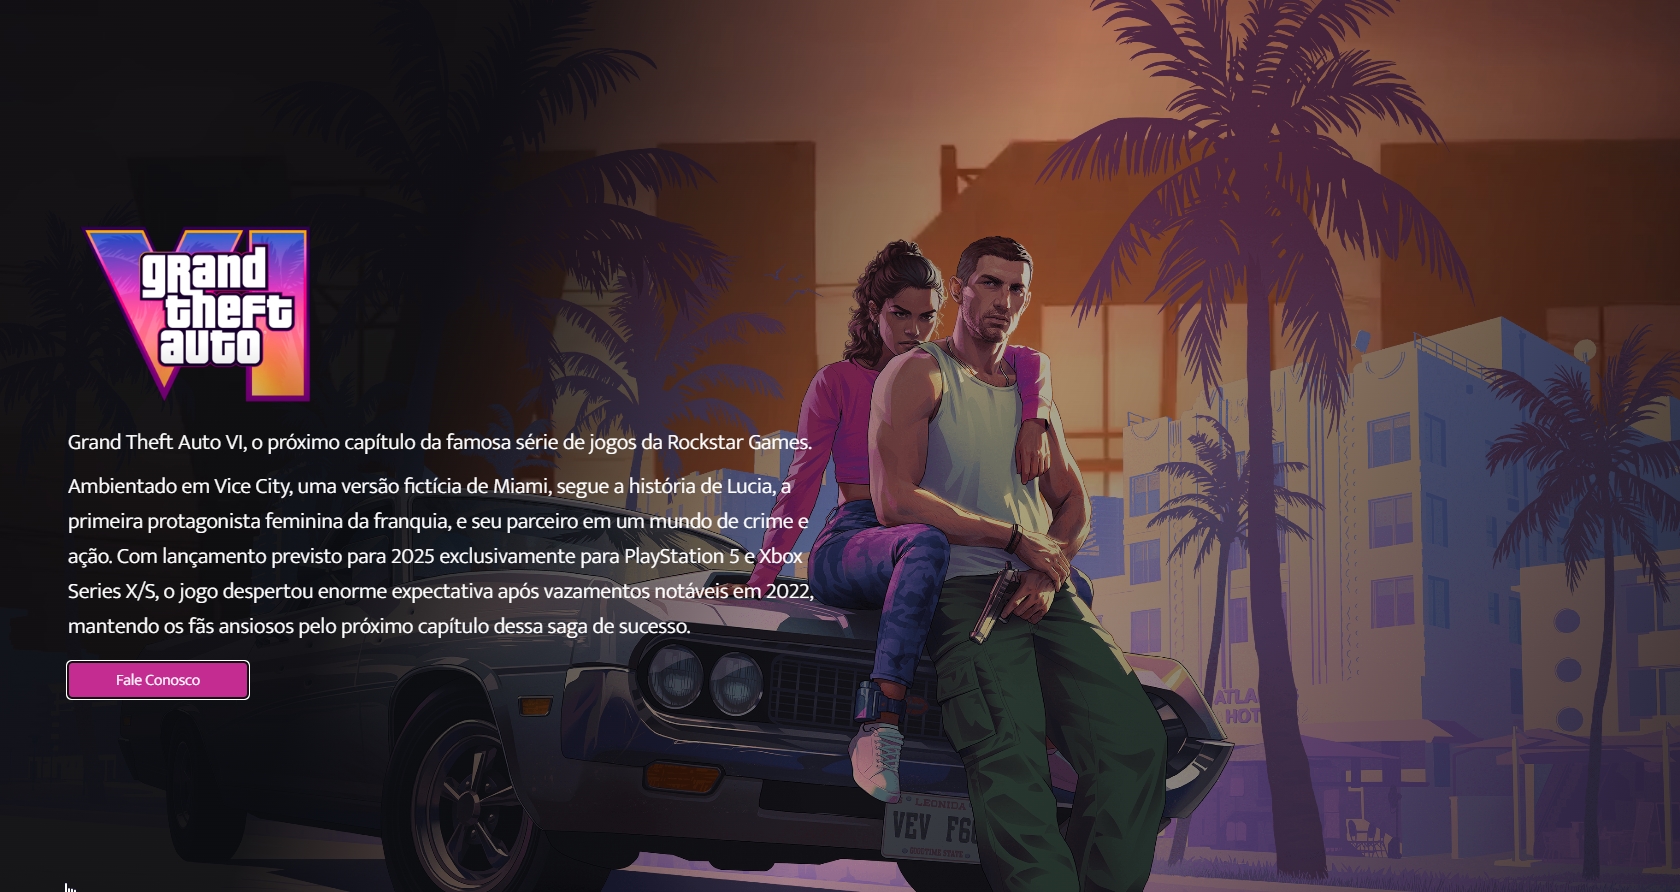 grand
theft
auto
VI
Grand Theft Auto VI, o próximo capítulo da famosa série de jogos da Rockstar Games.
Ambientado em Vice City, uma versão fictícia de Miami, segue a história de Lucia, a
primeira protagonista feminina da franquia, e seu parceiro em um mundo de crime e
ação. Com lançamento previsto para 2025 exclusivamente para PlayStation 5 e Xbox
Series X/S, o jogo despertou enorme expectativa após vazamentos notáveis em 2022,
mantendo os fãs ansiosos pelo próximo capítulo dessa saga de sucesso.
Fale Conosco
ATLA
HOT
LEONIDA
VEV F6